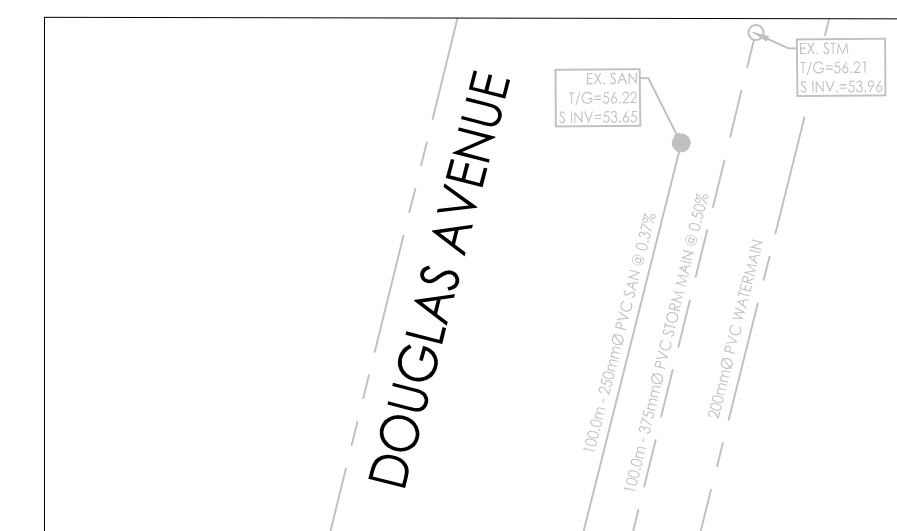 DOUGLAS AVENUE
EX. SAN
T/G=56.22
S INV=53.65
EX. STM
T/G=56.21
S INV.=53.96
100.0m - 250mmØ PVC SAN @ 0.37%
100.0m - 375mmØ PVC STORM MAIN @ 0.50%
200mmØ PVC WATERMAIN